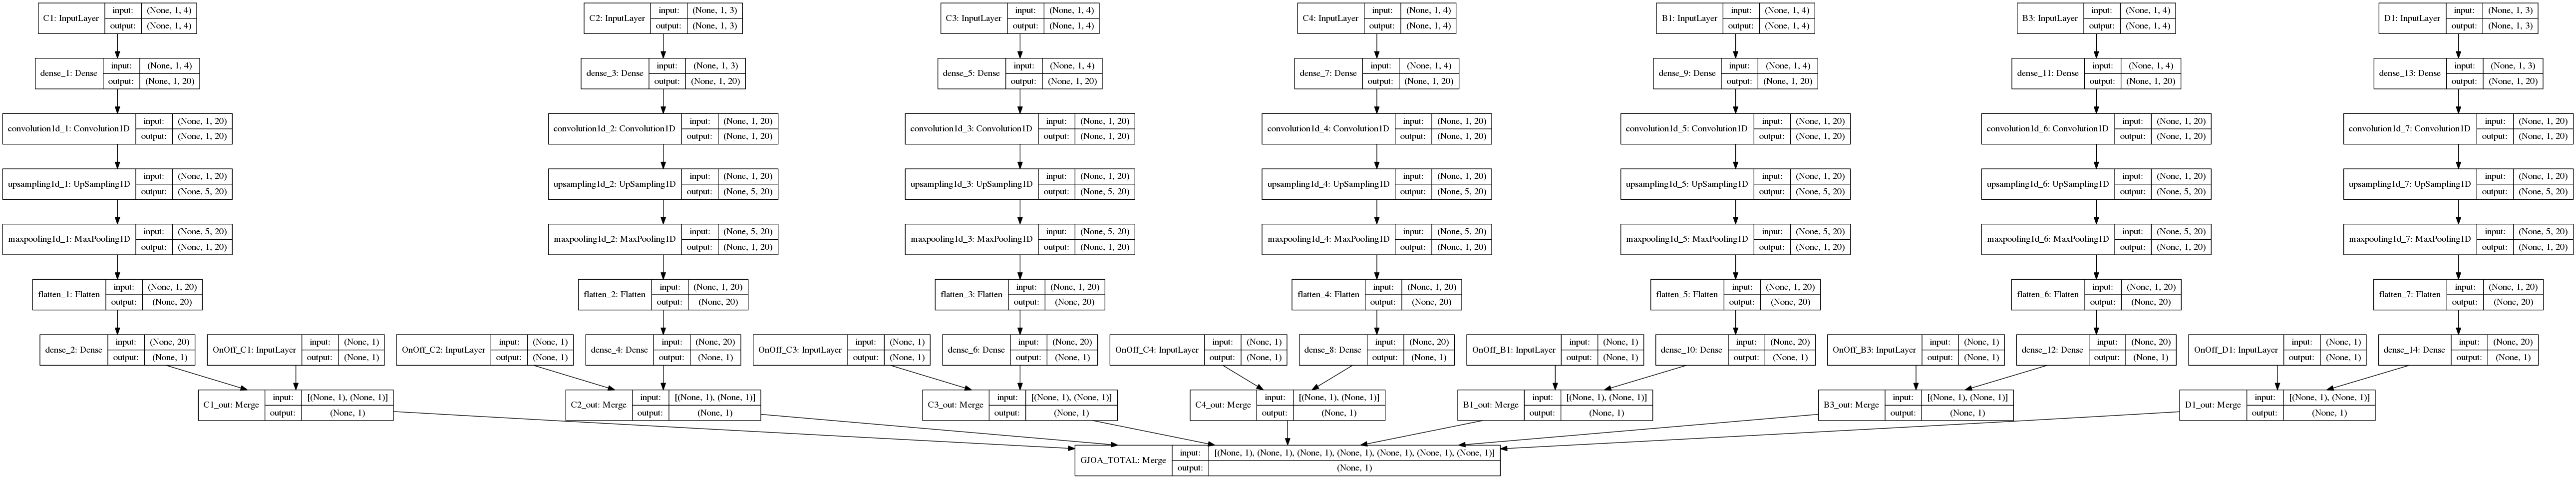 C1: InputLayer input: (None, 1, 4) output: (None, 1, 4)
C2: InputLayer input: (None, 1, 3) output: (None, 1, 3)
C3: InputLayer input: (None, 1, 4) output: (None, 1, 4)
C4: InputLayer input: (None, 1, 4) output: (None, 1, 4)
B1: InputLayer input: (None, 1, 4) output: (None, 1, 4)
B3: InputLayer input: (None, 1, 4) output: (None, 1, 4)
D1: InputLayer input: (None, 1, 3) output: (None, 1, 3)
dense_1: Dense input: (None, 1, 4) output: (None, 1, 20)
dense_3: Dense input: (None, 1, 3) output: (None, 1, 20)
dense_5: Dense input: (None, 1, 4) output: (None, 1, 20)
dense_7: Dense input: (None, 1, 4) output: (None, 1, 20)
dense_9: Dense input: (None, 1, 4) output: (None, 1, 20)
dense_11: Dense input: (None, 1, 4) output: (None, 1, 20)
dense_13: Dense input: (None, 1, 3) output: (None, 1, 20)
convolution1d_1: Convolution1D input: (None, 1, 20) output: (None, 1, 20)
convolution1d_2: Convolution1D input: (None, 1, 20) output: (None, 1, 20)
convolution1d_3: Convolution1D input: (None, 1, 20) output: (None, 1, 20)
convolution1d_4: Convolution1D input: (None, 1, 20) output: (None, 1, 20)
convolution1d_5: Convolution1D input: (None, 1, 20) output: (None, 1, 20)
convolution1d_6: Convolution1D input: (None, 1, 20) output: (None, 1, 20)
convolution1d_7: Convolution1D input: (None, 1, 20) output: (None, 1, 20)
upsampling1d_1: UpSampling1D input: (None, 1, 20) output: (None, 5, 20)
upsampling1d_2: UpSampling1D input: (None, 1, 20) output: (None, 5, 20)
upsampling1d_3: UpSampling1D input: (None, 1, 20) output: (None, 5, 20)
upsampling1d_4: UpSampling1D input: (None, 1, 20) output: (None, 5, 20)
upsampling1d_5: UpSampling1D input: (None, 1, 20) output: (None, 5, 20)
upsampling1d_6: UpSampling1D input: (None, 1, 20) output: (None, 5, 20)
upsampling1d_7: UpSampling1D input: (None, 1, 20) output: (None, 5, 20)
maxpooling1d_1: MaxPooling1D input: (None, 5, 20) output: (None, 1, 20)
maxpooling1d_2: MaxPooling1D input: (None, 5, 20) output: (None, 1, 20)
maxpooling1d_3: MaxPooling1D input: (None, 5, 20) output: (None, 1, 20)
maxpooling1d_4: MaxPooling1D input: (None, 5, 20) output: (None, 1, 20)
maxpooling1d_5: MaxPooling1D input: (None, 5, 20) output: (None, 1, 20)
maxpooling1d_6: MaxPooling1D input: (None, 5, 20) output: (None, 1, 20)
maxpooling1d_7: MaxPooling1D input: (None, 5, 20) output: (None, 1, 20)
flatten_1: Flatten input: (None, 1, 20) output: (None, 20)
flatten_2: Flatten input: (None, 1, 20) output: (None, 20)
flatten_3: Flatten input: (None, 1, 20) output: (None, 20)
flatten_4: Flatten input: (None, 1, 20) output: (None, 20)
flatten_5: Flatten input: (None, 1, 20) output: (None, 20)
flatten_6: Flatten input: (None, 1, 20) output: (None, 20)
flatten_7: Flatten input: (None, 1, 20) output: (None, 20)
dense_2: Dense input: (None, 20) output: (None, 1)
OnOff_C1: InputLayer input: (None, 1) output: (None, 1)
OnOff_C2: InputLayer input: (None, 1) output: (None, 1)
dense_4: Dense input: (None, 20) output: (None, 1)
OnOff_C3: InputLayer input: (None, 1) output: (None, 1)
dense_6: Dense input: (None, 20) output: (None, 1)
OnOff_C4: InputLayer input: (None, 1) output: (None, 1)
dense_8: Dense input: (None, 20) output: (None, 1)
OnOff_B1: InputLayer input: (None, 1) output: (None, 1)
dense_10: Dense input: (None, 20) output: (None, 1)
OnOff_B3: InputLayer input: (None, 1) output: (None, 1)
dense_12: Dense input: (None, 20) output: (None, 1)
OnOff_D1: InputLayer input: (None, 1) output: (None, 1)
dense_14: Dense input: (None, 20) output: (None, 1)
C1_out: Merge input: [(None, 1), (None, 1)] output: (None, 1)
C2_out: Merge input: [(None, 1), (None, 1)] output: (None, 1)
C3_out: Merge input: [(None, 1), (None, 1)] output: (None, 1)
C4_out: Merge input: [(None, 1), (None, 1)] output: (None, 1)
B1_out: Merge input: [(None, 1), (None, 1)] output: (None, 1)
B3_out: Merge input: [(None, 1), (None, 1)] output: (None, 1)
D1_out: Merge input: [(None, 1), (None, 1)] output: (None, 1)
GJOA_TOTAL: Merge input: [(None, 1), (None, 1), (None, 1), (None, 1), (None, 1), (None, 1), (None, 1)] output: (None, 1)